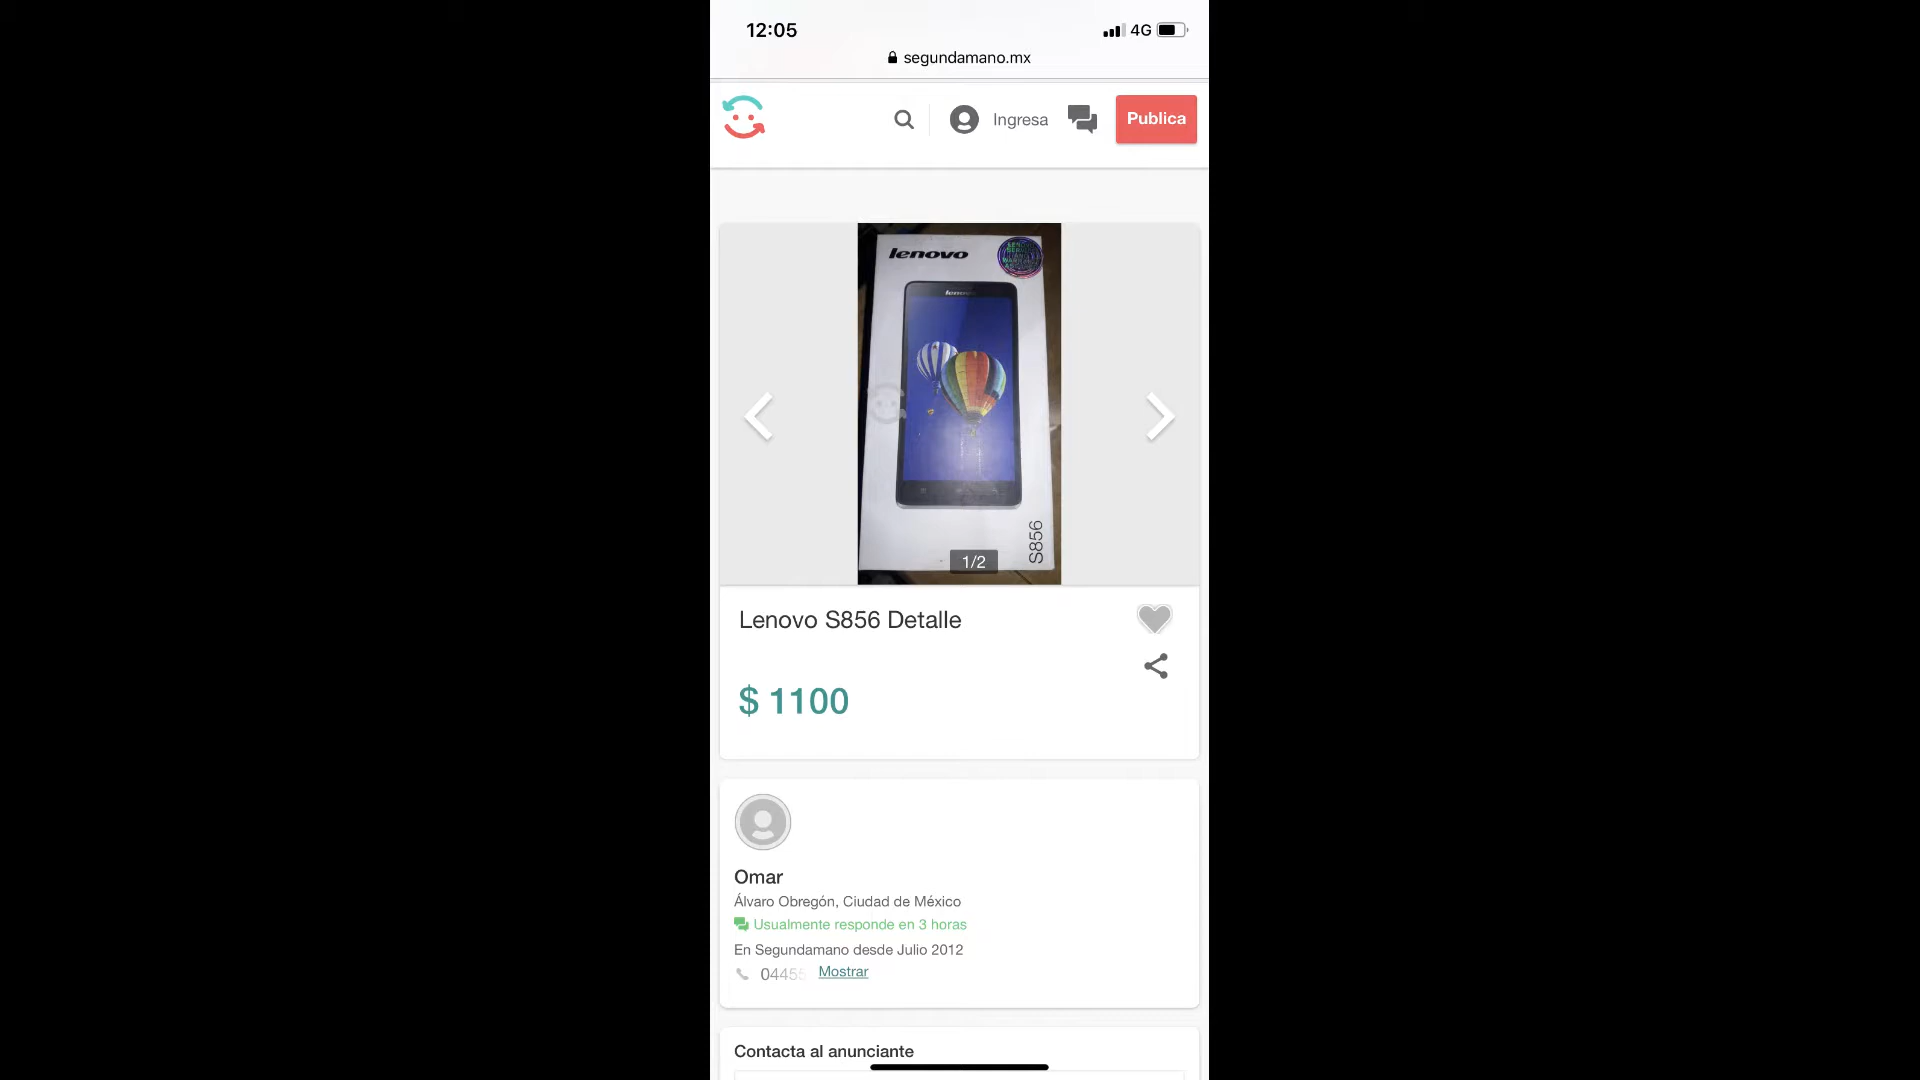 12:05
4G
segundamano.mx
Ingresa
Publica
lenovo
S856
1/2
Lenovo S856 Detalle
$ 1100
Omar
Álvaro Obregón, Ciudad de México
Usualmente responde en 3 horas
En Segundamano desde Julio 2012
04455 Mostrar
Contacta al anunciante